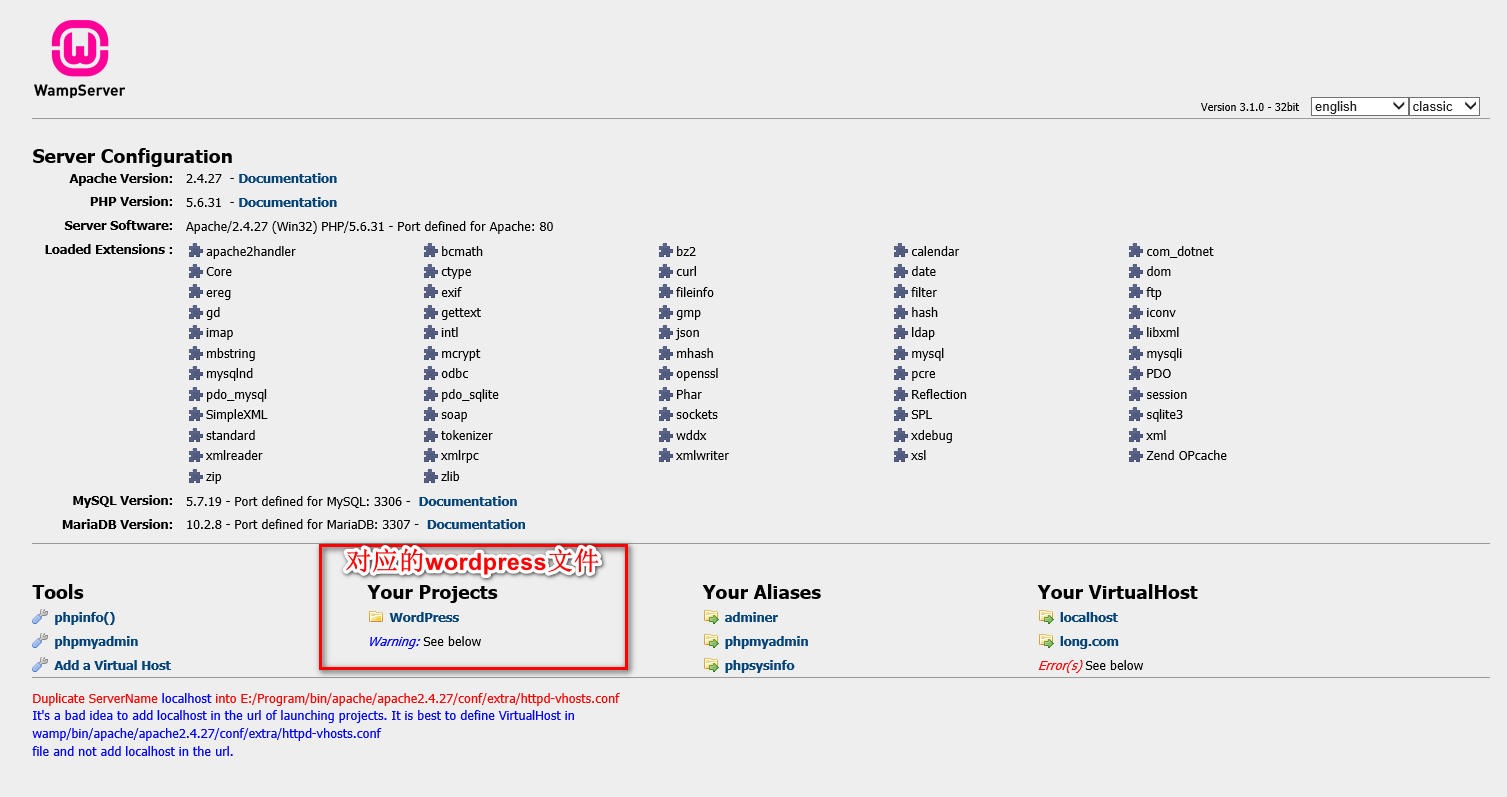 WampServer
Version 3.1.0 - 32bit english classic
Server Configuration
Apache Version: 2.4.27 - Documentation
PHP Version: 5.6.31 - Documentation
Server Software: Apache/2.4.27 (Win32) PHP/5.6.31 - Port defined for Apache: 80
Loaded Extensions : apache2handler bcmath bz2 calendar com_dotnet
Core ctype curl date dom
ereg exif fileinfo filter ftp
gd gettext gmp hash iconv
imap intl json ldap libxml
mbstring mcrypt mhash mysql mysqli
mysqlnd odbc openssl pcre PDO
pdo_mysql pdo_sqlite Phar Reflection session
SimpleXML soap sockets SPL sqlite3
standard tokenizer wddx xdebug xml
xmlreader xmlrpc xmlwriter xsl Zend OPcache
zip zlib
MySQL Version: 5.7.19 - Port defined for MySQL: 3306 - Documentation
MariaDB Version: 10.2.8 - Port defined for MariaDB: 3307 - Documentation
对应的wordpress文件
Tools Your Projects Your Aliases Your VirtualHost
phpinfo() WordPress adminer localhost
phpmyadmin Warning: See below phpmyadmin long.com
Add a Virtual Host phpsysinfo Error(s) See below
Duplicate ServerName localhost into E:/Program/bin/apache/apache2.4.27/conf/extra/httpd-vhosts.conf
It's a bad idea to add localhost in the url of launching projects. It is best to define VirtualHost in
wamp/bin/apache/apache2.4.27/conf/extra/httpd-vhosts.conf
file and not add localhost in the url.